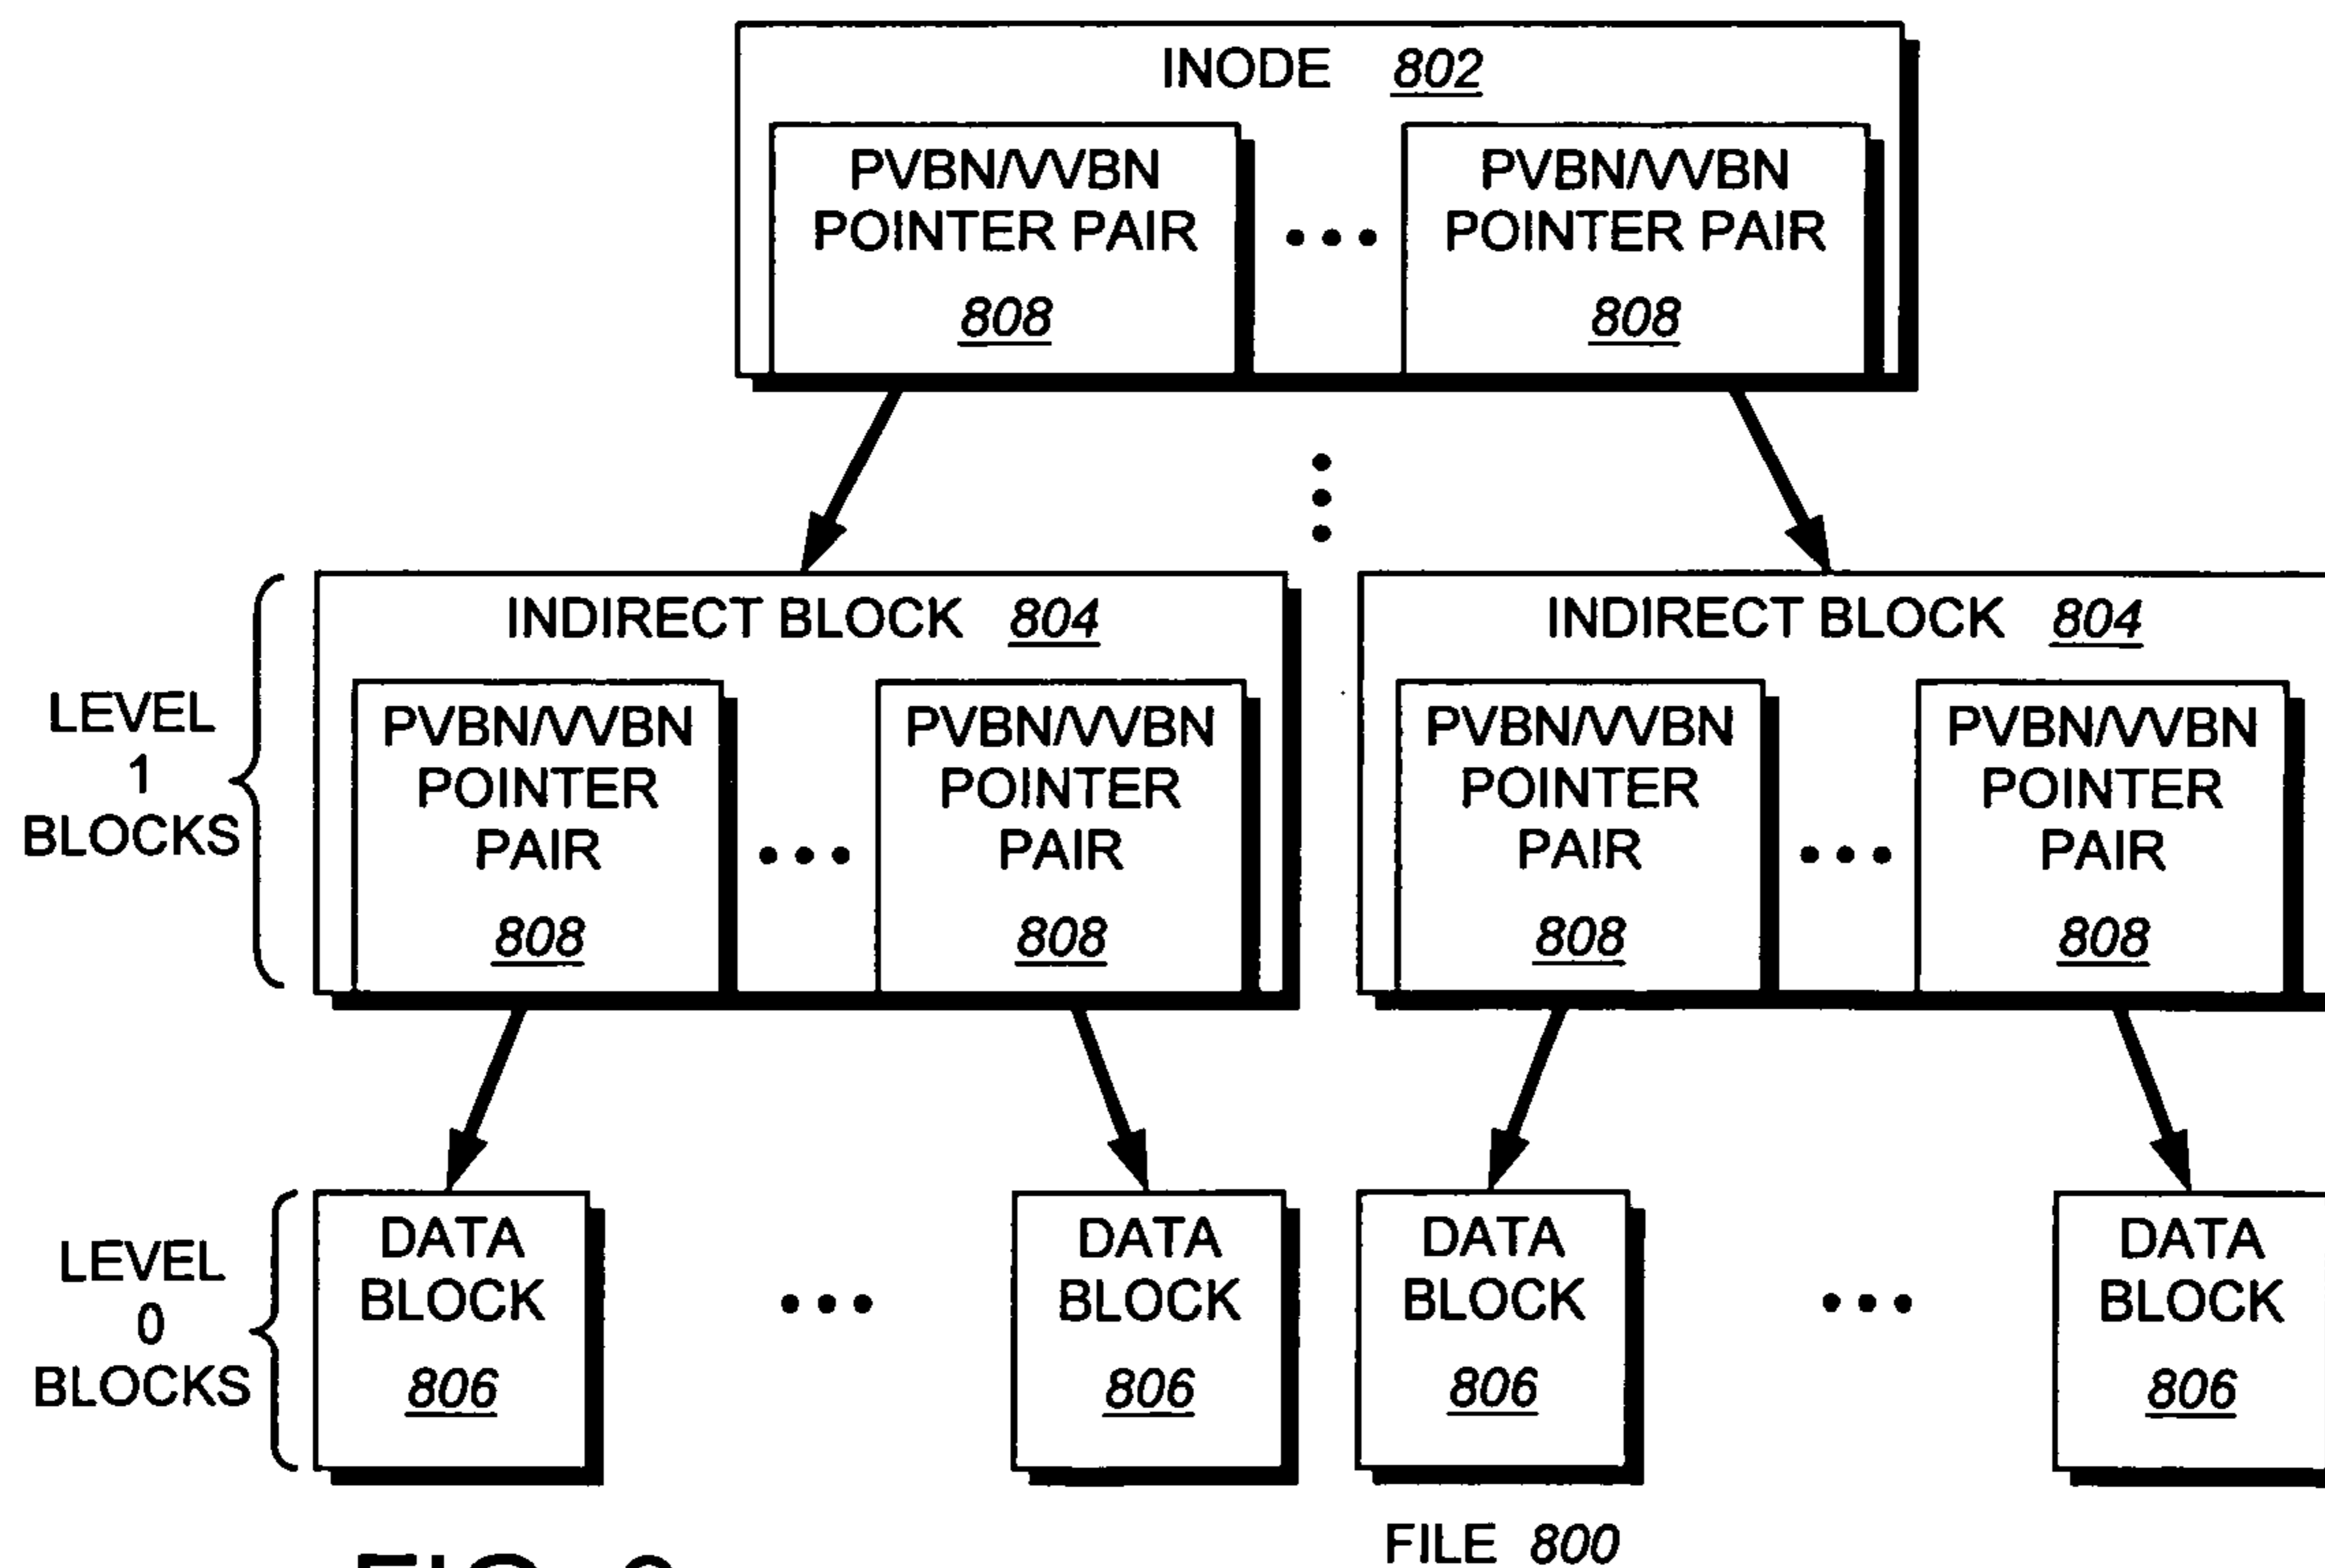 INODE 802
PVBN/VVBN
POINTER PAIR
808
PVBN/VVBN
POINTER PAIR
808
LEVEL
1
BLOCKS
INDIRECT BLOCK 804
PVBN/VVBN
POINTER
PAIR
808
PVBN/VVBN
POINTER
PAIR
808
INDIRECT BLOCK 804
PVBN/VVBN
POINTER
PAIR
808
PVBN/VVBN
POINTER
PAIR
808
LEVEL
0
BLOCKS
DATA
BLOCK
806
DATA
BLOCK
806
DATA
BLOCK
806
DATA
BLOCK
806
FILE 800